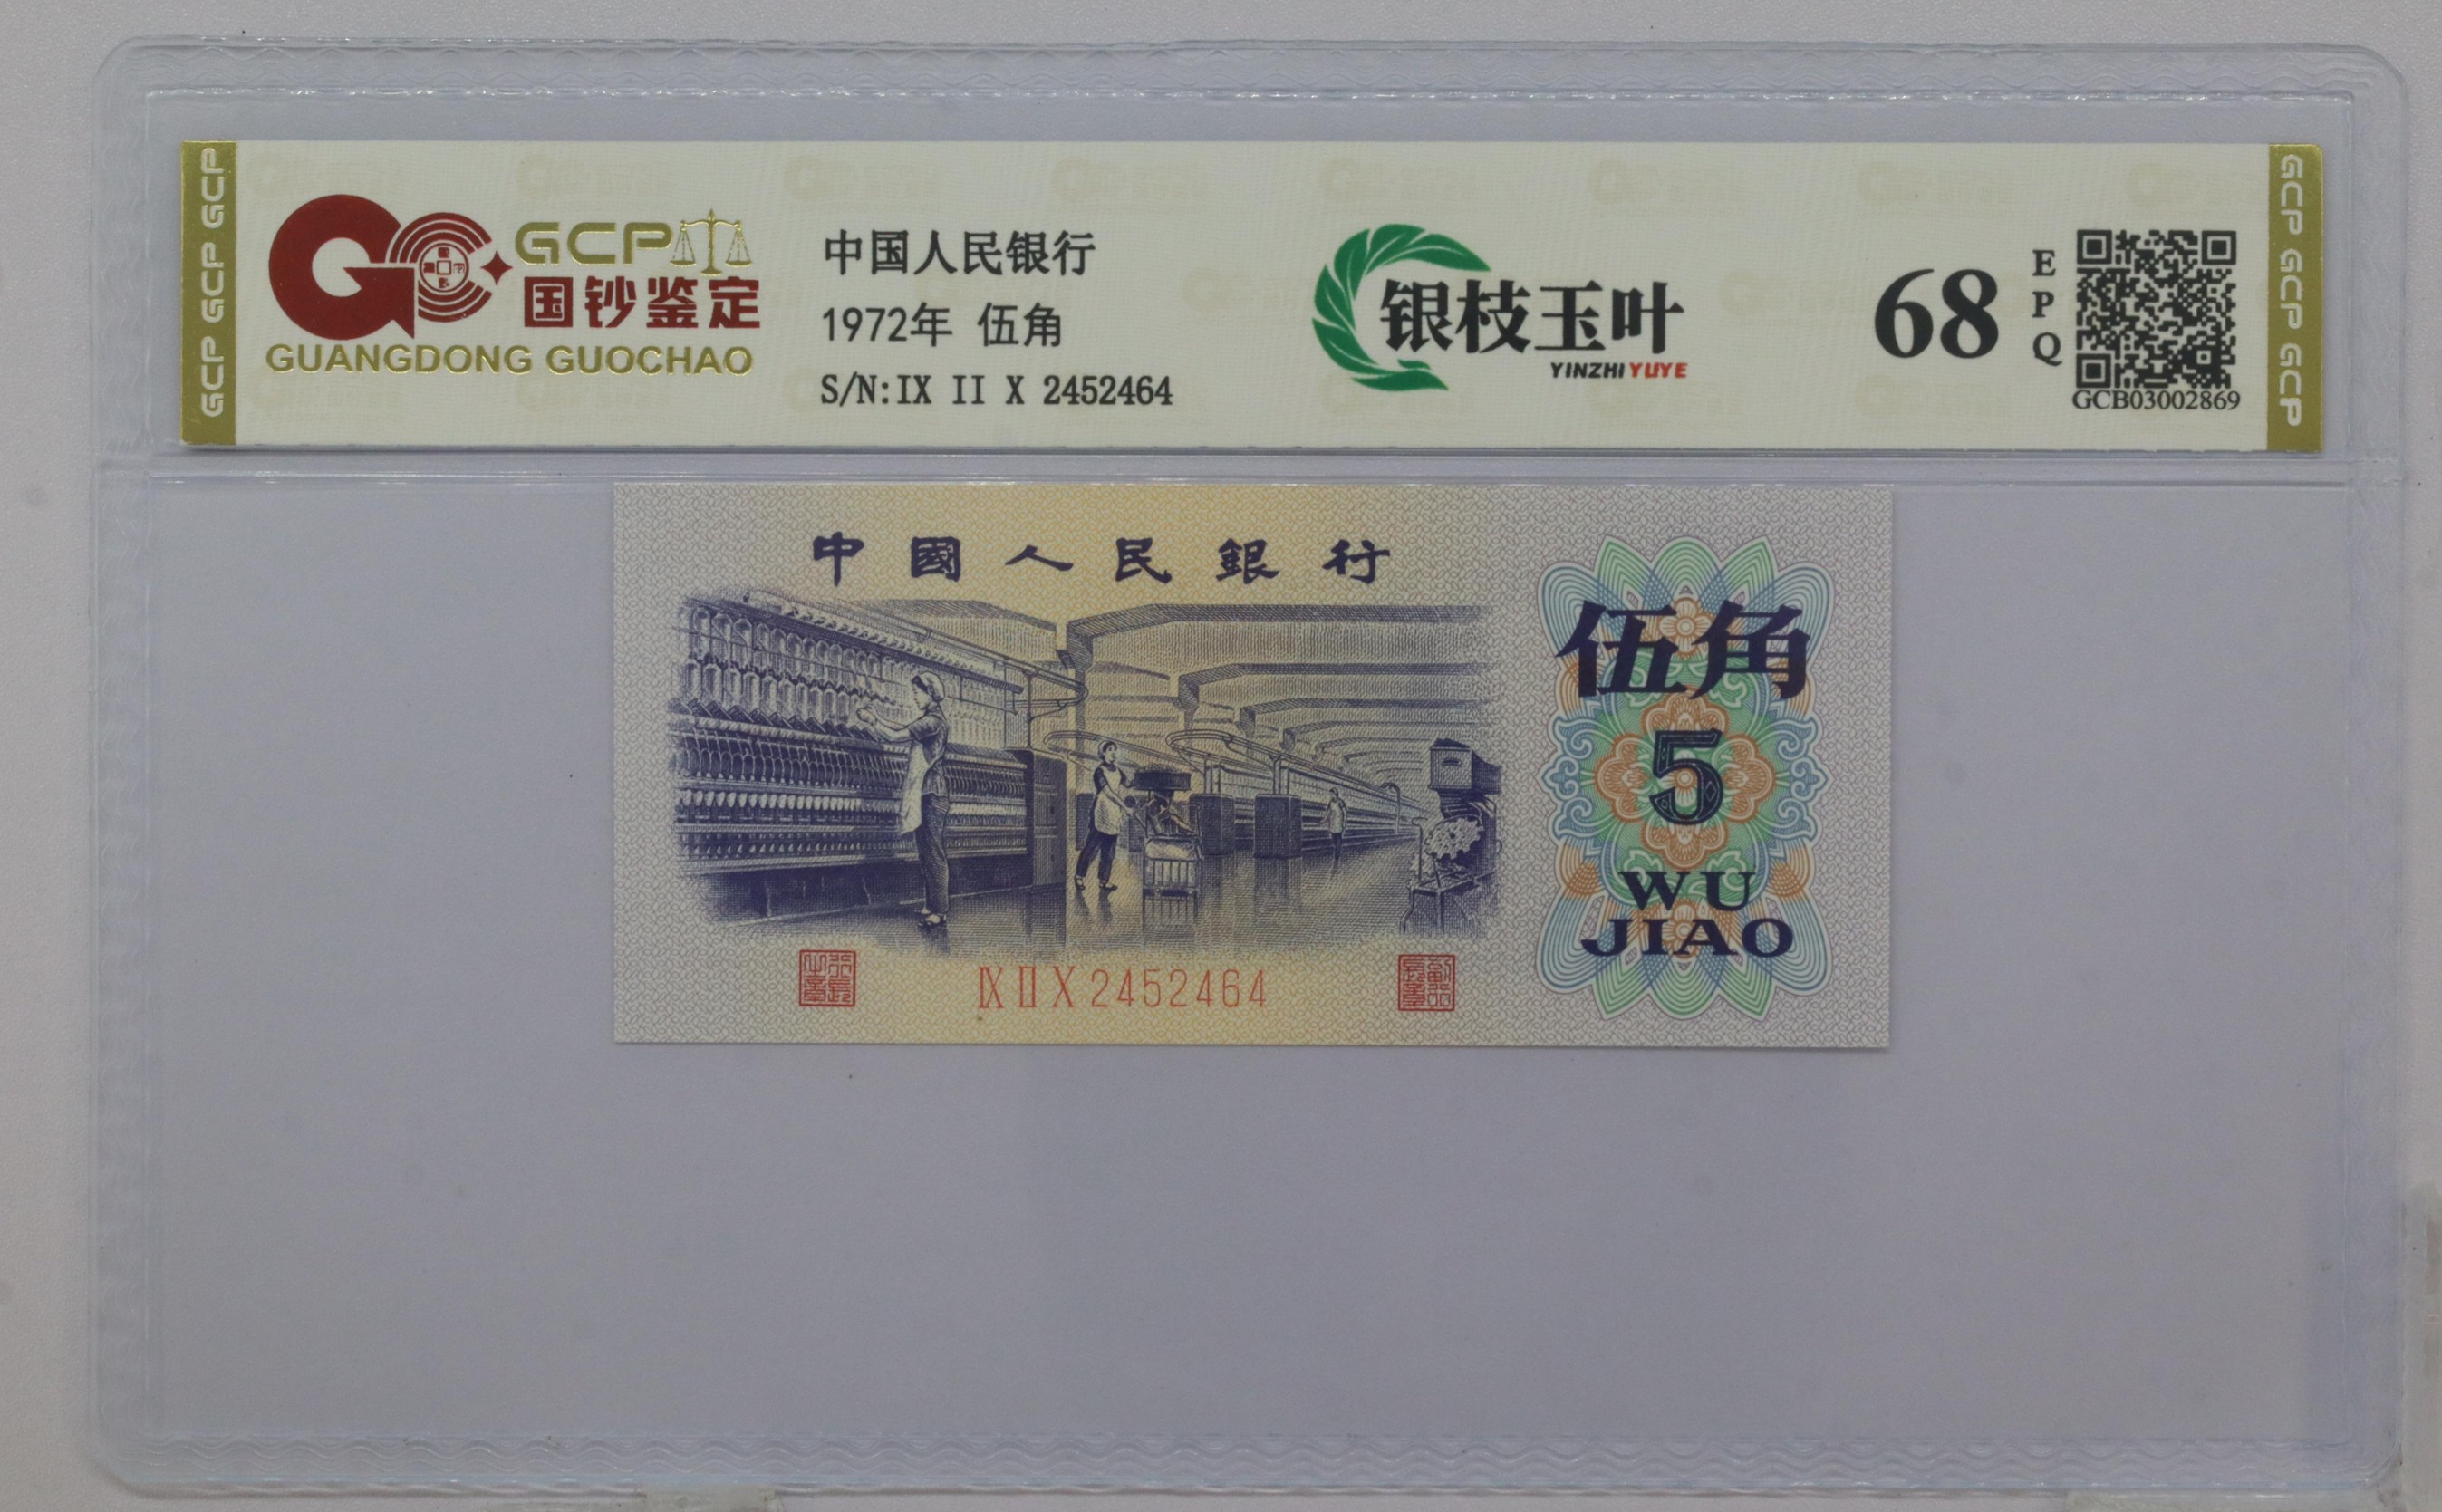 GCP GCP GCP
GCP
国钞鉴定
GUANGDONG GUOCHAO
中国人民银行
1972年 伍角
S/N:IX II X 2452464
银枝玉叶
YINZHI YUYE
68
EPQ
GCB03002869
GCP GCP GCP
中國人民銀行
伍角
5
WU
JIAO
IX II X 2452464